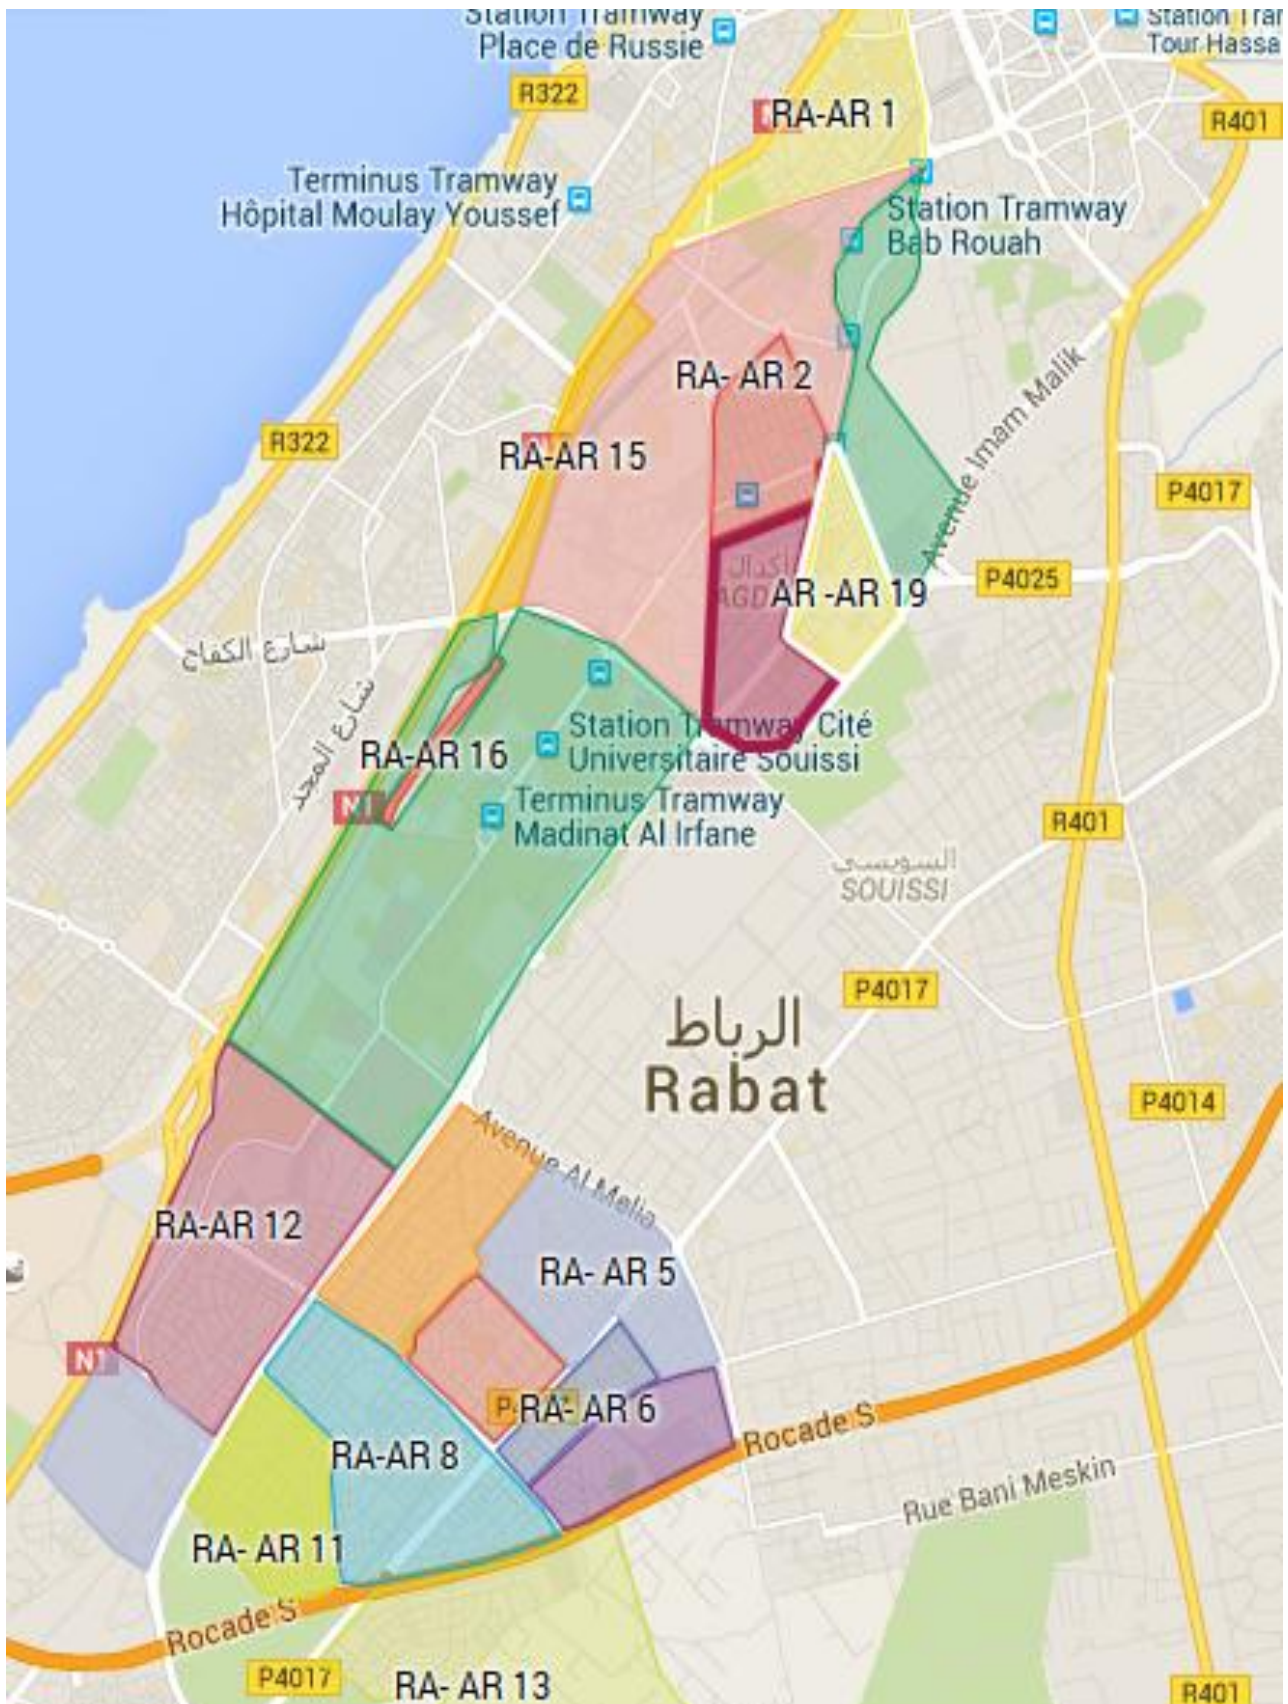 Station Tramway
Place de Russie
Station Tra
Tour Hassa
R322
RA-AR 1
R401
Terminus Tramway
Hôpital Moulay Youssef
Station Tramway
Bab Rouah
RA- AR 2
Avenue Imam Malik
R322
RA-AR 15
P4017
أكدال
AGD
AR -AR 19
P4025
شارع الكفاح
شارع المجد
Station Tramway Cité
Universitaire Souissi
RA-AR 16
N1
Terminus Tramway
Madinat Al Irfane
R401
السويسي
SOUISSI
P4017
الرباط
Rabat
P4014
Avenue Al Melia
RA-AR 12
RA- AR 5
N1
RA- AR 6
Rocade S
RA-AR 8
Rue Bani Meskin
RA- AR 11
Rocade S
P4017
RA- AR 13
R401